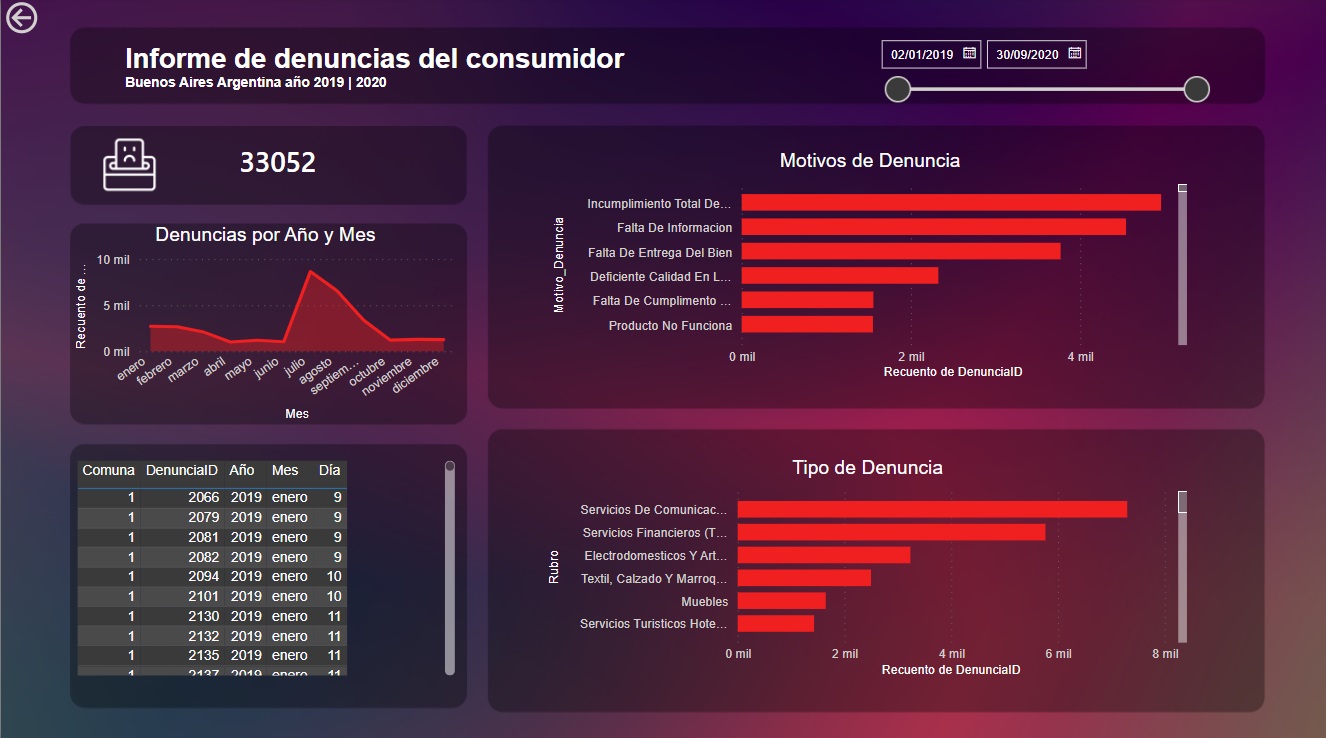 Informe de denuncias del consumidor
Buenos Aires Argentina año 2019 | 2020
02/01/2019 30/09/2020
33052
Denuncias por Año y Mes
Recuento de ...
10 mil
5 mil
0 mil
enero febrero marzo abril mayo junio julio agosto septiem... octubre noviembre diciembre
Mes
Comuna DenunciaID Año Mes Día
1 2066 2019 enero 9
1 2079 2019 enero 9
1 2081 2019 enero 9
1 2082 2019 enero 9
1 2094 2019 enero 10
1 2101 2019 enero 10
1 2130 2019 enero 11
1 2132 2019 enero 11
1 2135 2019 enero 11
1 2137 2019 enero 11
Motivos de Denuncia
Motivo_Denuncia
Incumplimiento Total De...
Falta De Informacion
Falta De Entrega Del Bien
Deficiente Calidad En L...
Falta De Cumplimento ...
Producto No Funciona
0 mil 2 mil 4 mil
Recuento de DenunciaID
Tipo de Denuncia
Rubro
Servicios De Comunicac...
Servicios Financieros (T...
Electrodomesticos Y Art...
Textil, Calzado Y Marroq...
Muebles
Servicios Turisticos Hote...
0 mil 2 mil 4 mil 6 mil 8 mil
Recuento de DenunciaID